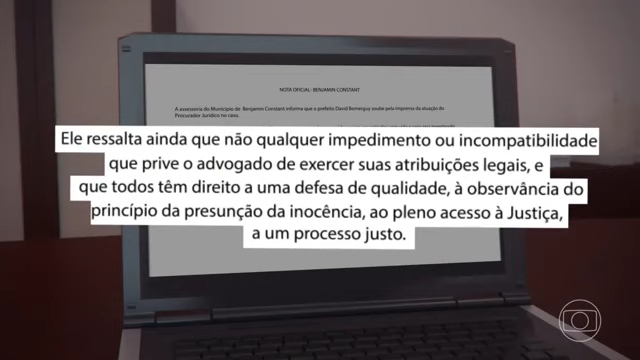 NOTA OFICIAL- BENJAMIN CONSTANT
A assessoria do Município de Benjamin Constant informa que o prefeito David Bemerguy soube pela imprensa da atuação do
Procurador Jurídico no caso.
Ele ressalta ainda que não qualquer impedimento ou incompatibilidade
que prive o advogado de exercer suas atribuições legais, e
que todos têm direito a uma defesa de qualidade, à observância do
princípio da presunção da inocência, ao pleno acesso à Justiça,
a um processo justo.